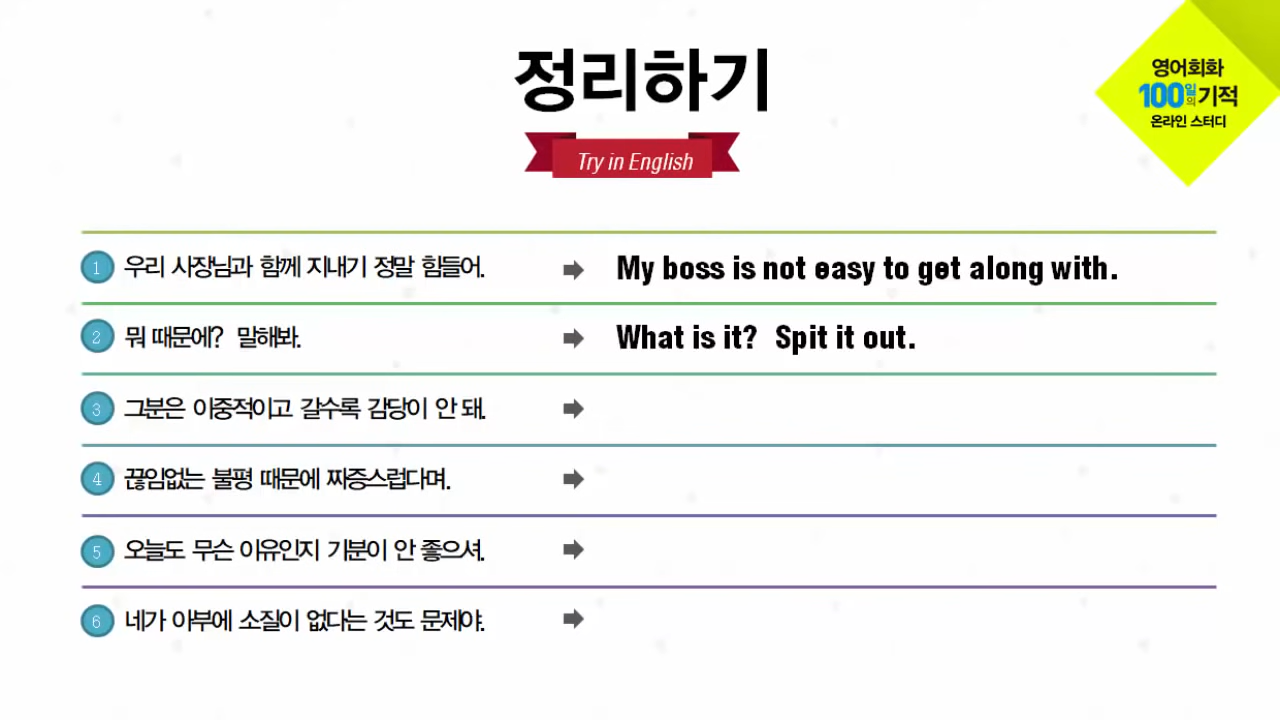 정리하기
영어회화
100일의 기적
온라인 스터디
Try in English
1 우리 사장님과 함께 지내기 정말 힘들어. My boss is not easy to get along with.
2 뭐 때문에? 말해봐. What is it? Spit it out.
3 그분은 이중적이고 갈수록 감당이 안 돼.
4 끊임없는 불평 때문에 짜증스럽다며.
5 오늘도 무슨 이유인지 기분이 안 좋으셔.
6 네가 아부에 소질이 없다는 것도 문제야.